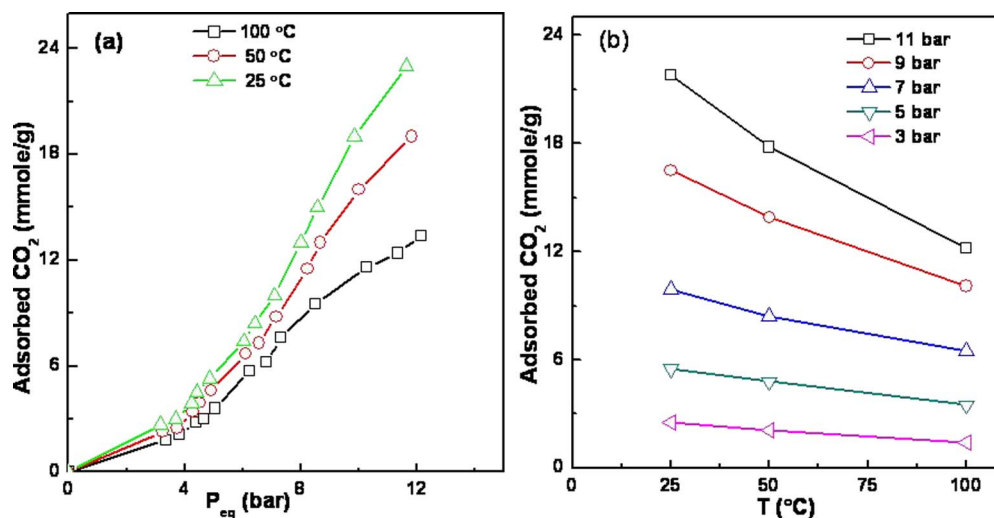 (a)
100 °C
50 °C
25 °C
24
18
12
6
0
Adsorbed CO₂ (mmole/g)
0 4 8 12
P_eq (bar)
(b)
11 bar
9 bar
7 bar
5 bar
3 bar
24
18
12
6
0
Adsorbed CO₂ (mmole/g)
0 25 50 75 100
T (°C)